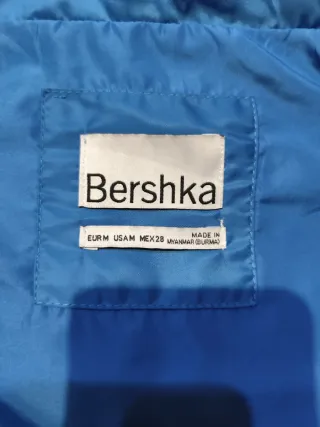 Bershka
EUR M USA M MEX 28 MADE IN
MYANMAR (BURMA)